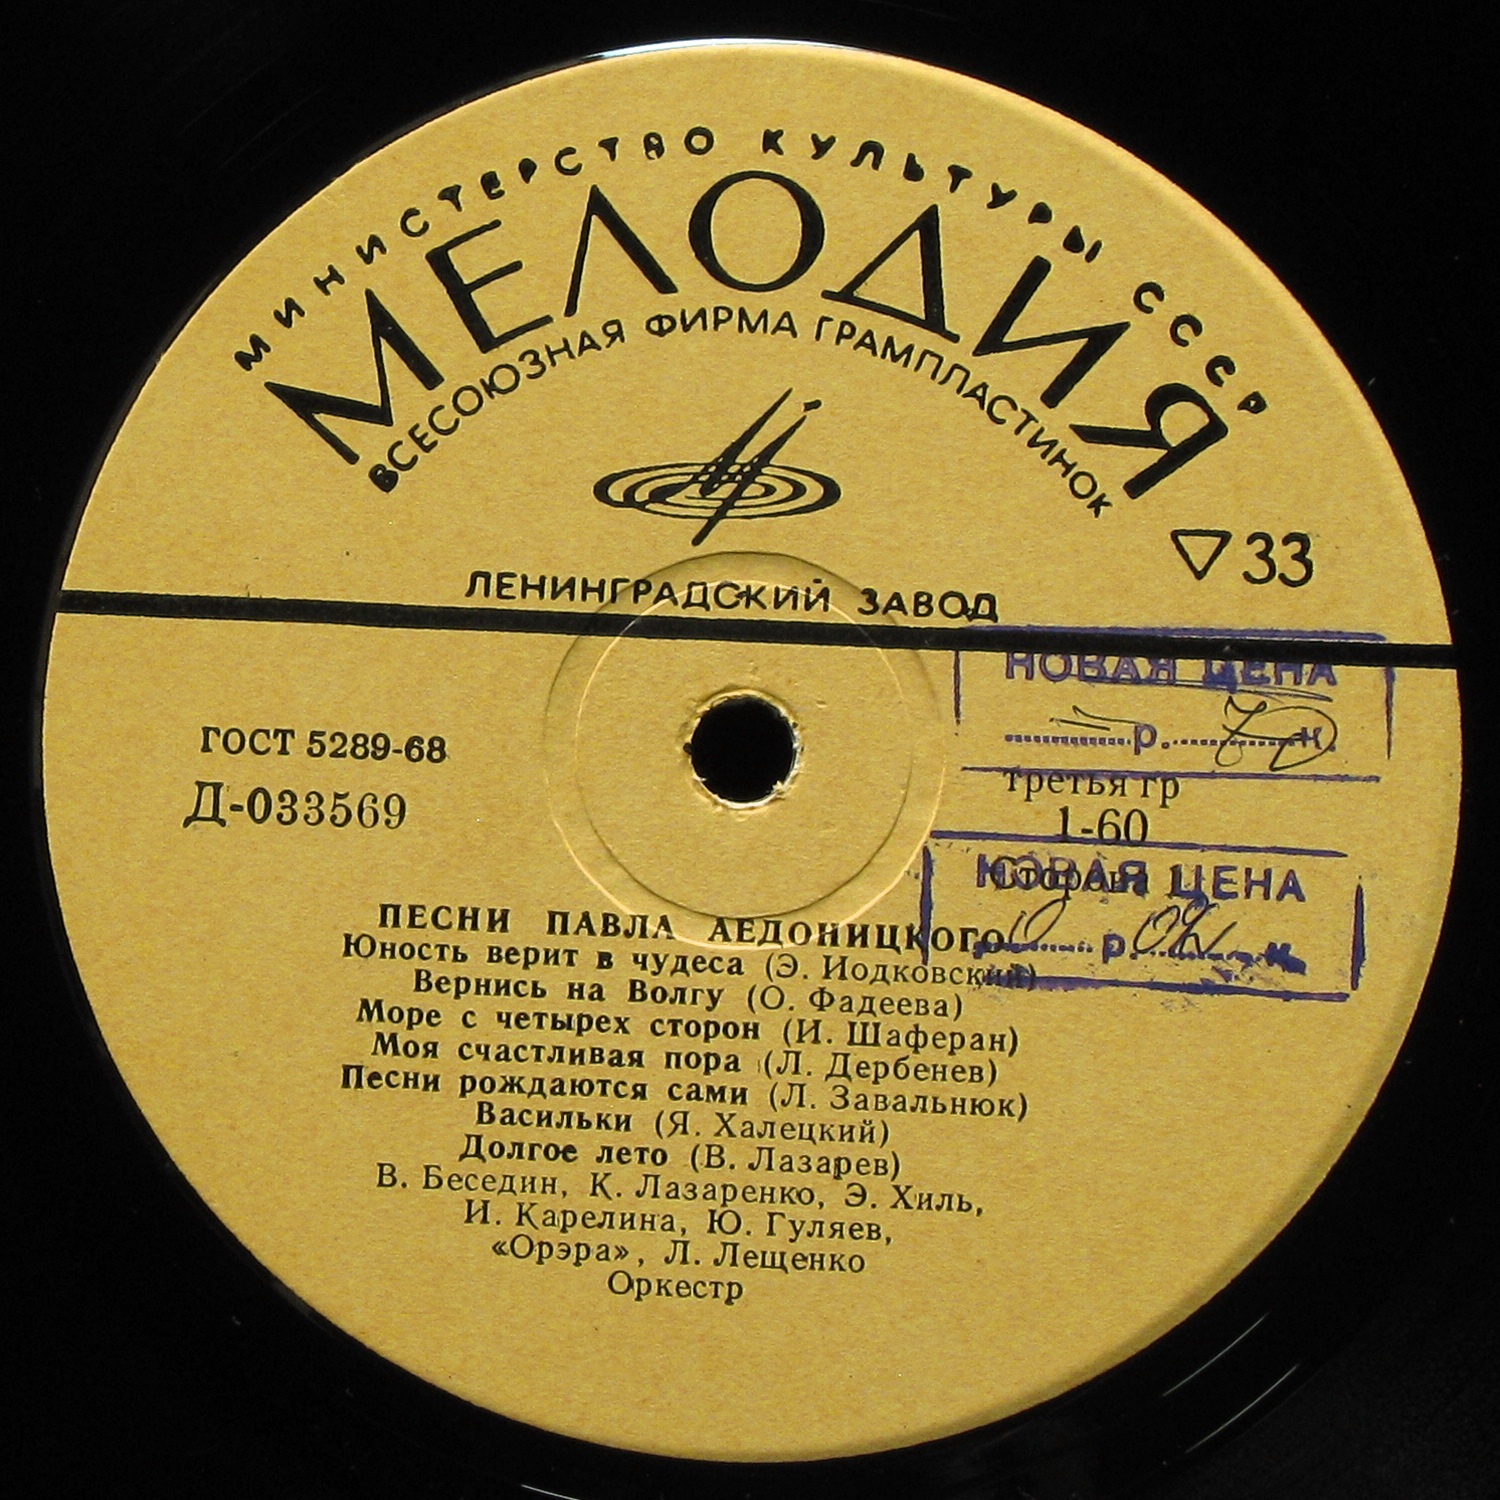 МИНИСТЕРСТВО КУЛЬТУРЫ СССР
МЕЛОДИЯ
ВСЕСОЮЗНАЯ ФИРМА ГРАМПЛАСТИНОК
▽33
ЛЕНИНГРАДСКИЙ ЗАВОД
НОВАЯ ЦЕНА
р. к.
ГОСТ 5289-68
Д-033569
третья гр
1-60
Сторона 1
НОВАЯ ЦЕНА
р. к.
ПЕСНИ ПАВЛА АЕДОНИЦКОГО
Юность верит в чудеса (Э. Иодковский)
Вернись на Волгу (О. Фадеева)
Море с четырех сторон (И. Шаферан)
Моя счастливая пора (Л. Дербенев)
Песни рождаются сами (Л. Завальнюк)
Васильки (Я. Халецкий)
Долгое лето (В. Лазарев)
В. Беседин, К. Лазаренко, Э. Хиль,
И. Карелина, Ю. Гуляев,
«Орэра», Л. Лещенко
Оркестр